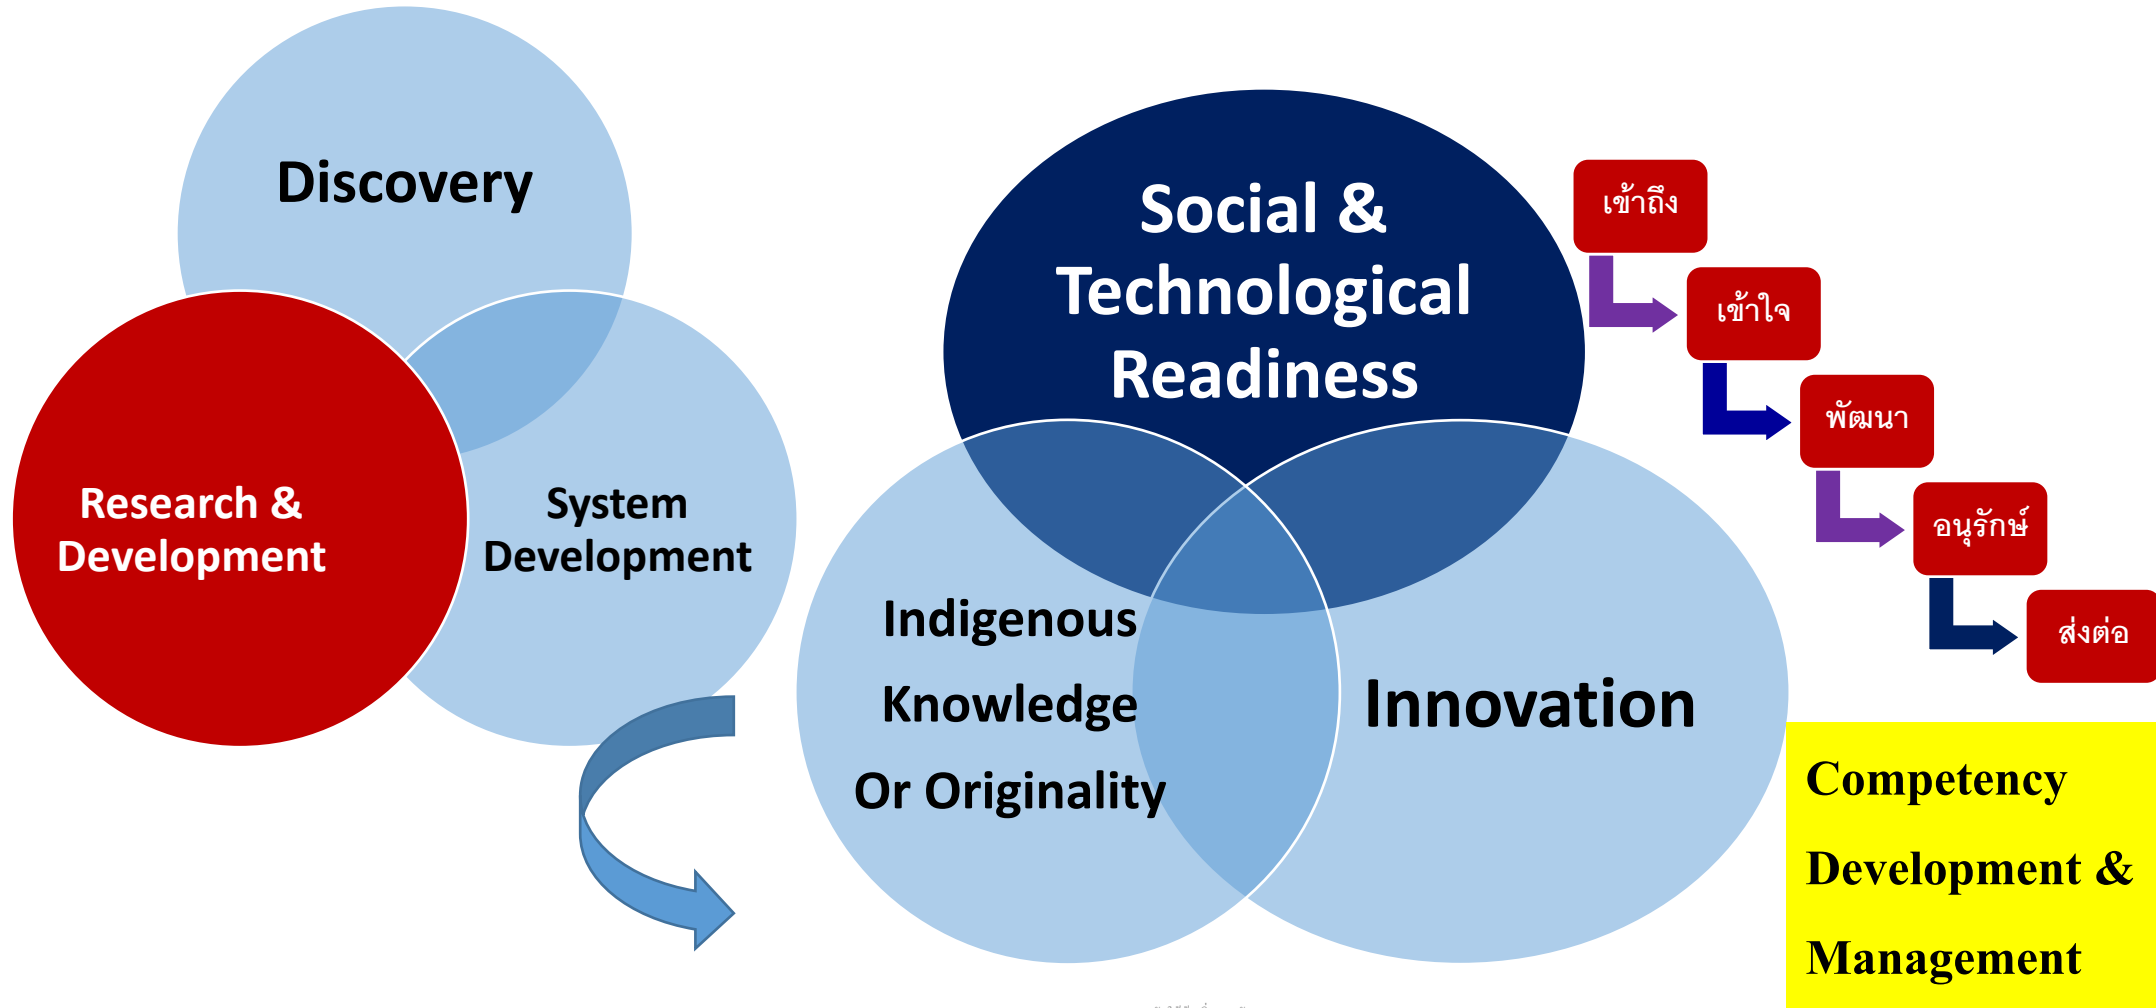 Discovery
Research &
Development
System
Development
Social &
Technological
Readiness
Indigenous
Knowledge
Or Originality
Innovation
เข้าถึง
เข้าใจ
พัฒนา
อนุรักษ์
ส่งต่อ
Competency
Development &
Management